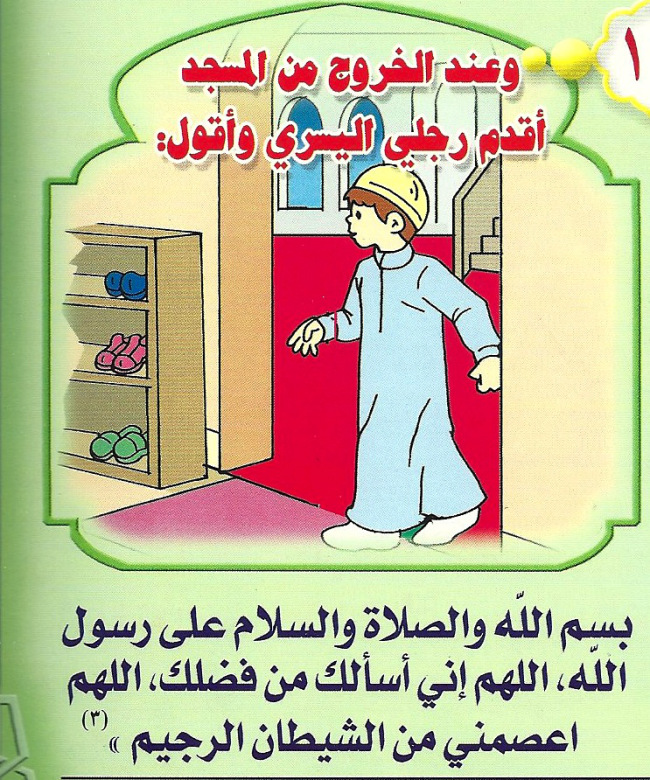 ١
وعند الخروج من المسجد
أقدم رجلي اليسري وأقول:
بسم الله والصلاة والسلام على رسول
الله، اللهم إني أسألك من فضلك، اللهم
اعصمني من الشيطان الرجيم » (٣)